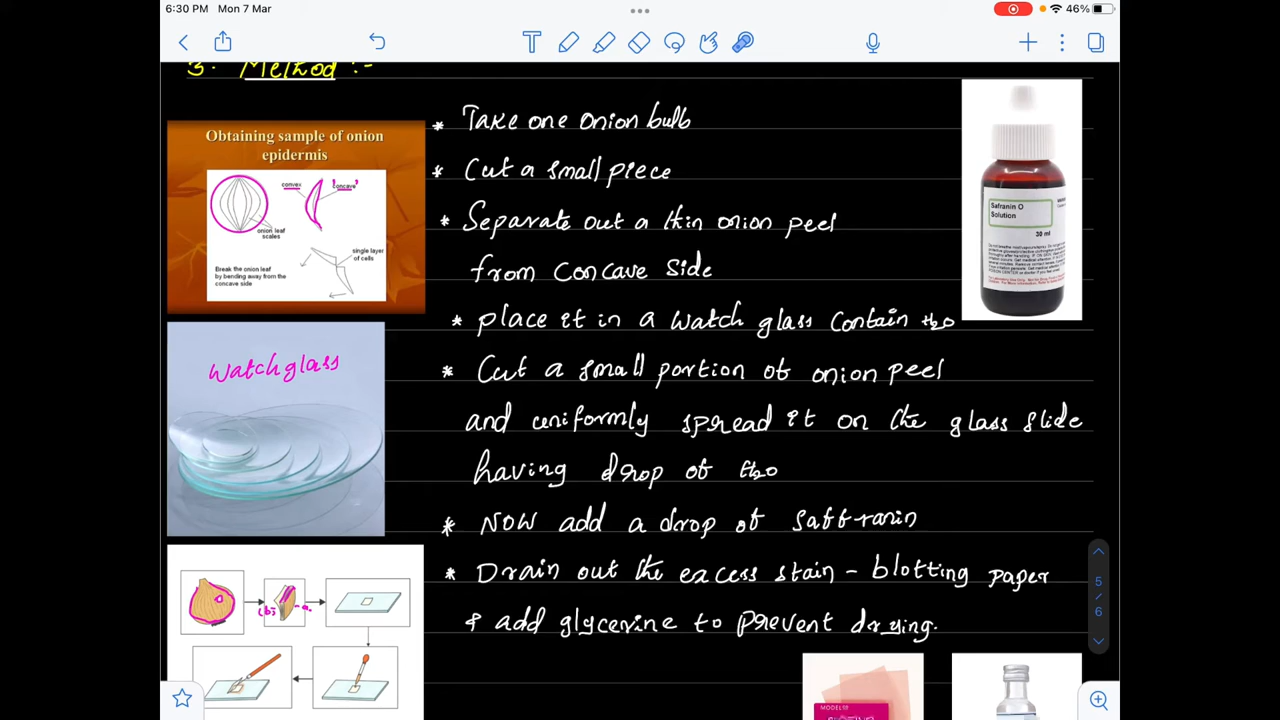 6:30 PM Mon 7 Mar
46%
3. Method :-
Obtaining sample of onion
epidermis
convex
'concave'
onion leaf
scales
single layer
of cells
Break the onion leaf
by bending away from the
concave side
* Take one onion bulb
* Cut a small piece
* Separate out a thin onion peel
from Concave Side
* place it in a watch glass contain H₂O
* Cut a small portion of onion peel
and uniformly spread it on the glass slide
having drop of H₂O
* Now add a drop of saffranin
* Drain out the excess stain - blotting paper
& add glycerine to prevent drying.
Safranin O
Solution
30 ml
Watch glass
(b)
a.
5
/
6